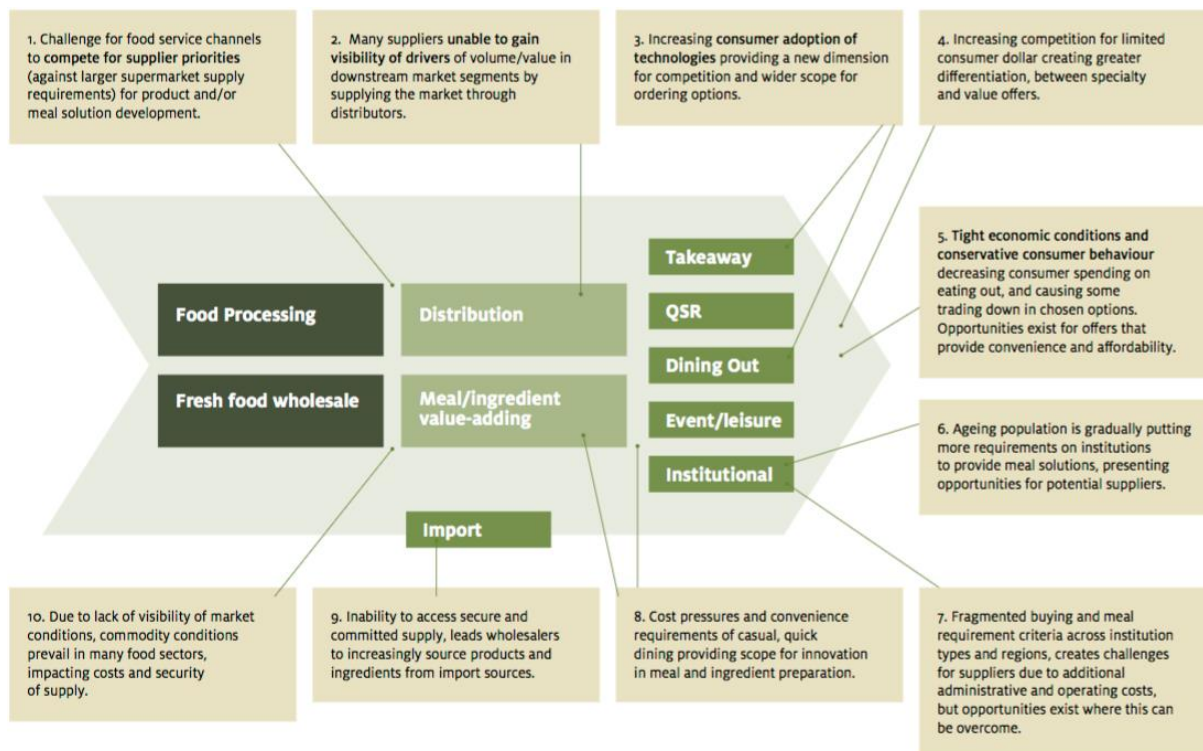 1. Challenge for food service channels
to compete for supplier priorities
(against larger supermarket supply
requirements) for product and/or
meal solution development.
2. Many suppliers unable to gain
visibility of drivers of volume/value in
downstream market segments by
supplying the market through
distributors.
3. Increasing consumer adoption of
technologies providing a new dimension
for competition and wider scope for
ordering options.
4. Increasing competition for limited
consumer dollar creating greater
differentiation, between specialty
and value offers.
5. Tight economic conditions and
conservative consumer behaviour
decreasing consumer spending on
eating out, and causing some
trading down in chosen options.
Opportunities exist for offers that
provide convenience and affordability.
Food Processing
Fresh food wholesale
Distribution
Meal/ingredient
value-adding
Import
Takeaway
QSR
Dining Out
Event/leisure
Institutional
6. Ageing population is gradually putting
more requirements on institutions
to provide meal solutions, presenting
opportunities for potential suppliers.
10. Due to lack of visibility of market
conditions, commodity conditions
prevail in many food sectors,
impacting costs and security
of supply.
9. Inability to access secure and
committed supply, leads wholesalers
to increasingly source products and
ingredients from import sources.
8. Cost pressures and convenience
requirements of casual, quick
dining providing scope for innovation
in meal and ingredient preparation.
7. Fragmented buying and meal
requirement criteria across institution
types and regions, creates challenges
for suppliers due to additional
administrative and operating costs,
but opportunities exist where this can
be overcome.